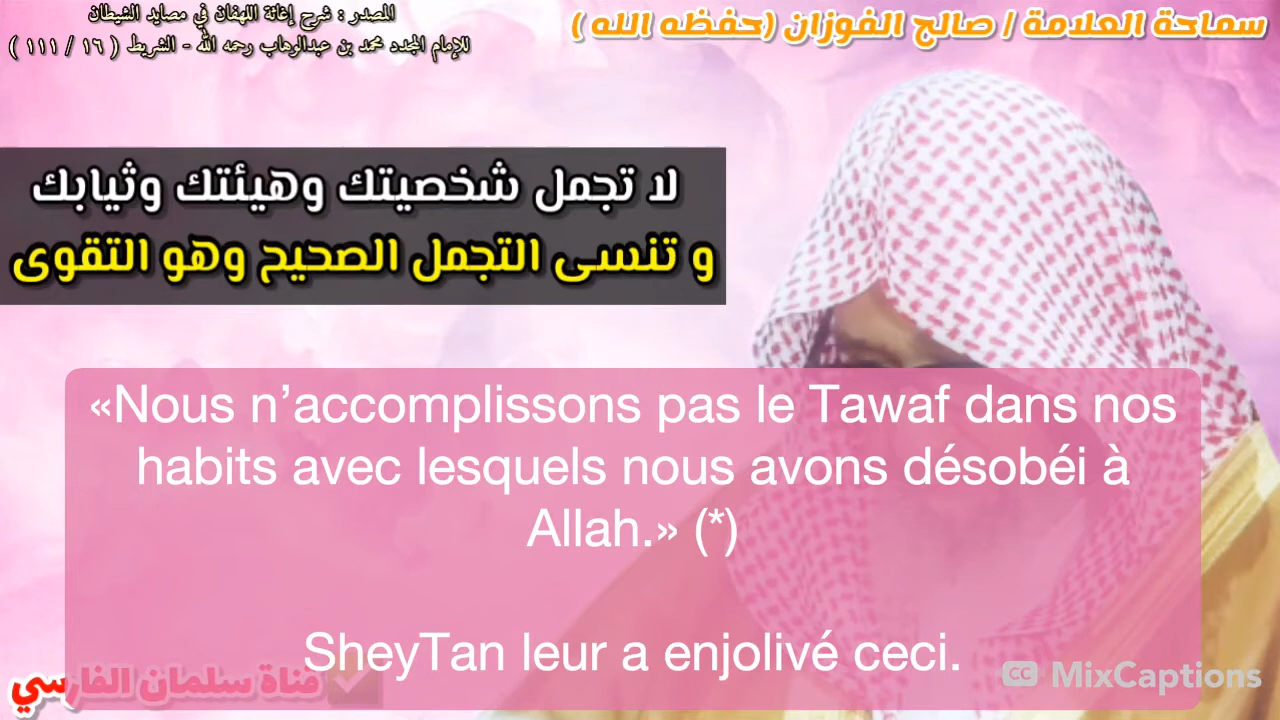 سماحة العلامة / صالح الفوزان (حفظه الله )
المصدر : شرح إغاثة اللهفان في مصايد الشيطان
للإمام المجدد محمد بن عبدالوهاب رحمه الله - الشريط ( ١٦ / ١١١ )
لا تجمل شخصيتك وهيئتك وثيابك
و تنسى التجمل الصحيح وهو التقوى
«Nous n’accomplissons pas le Tawaf dans nos
habits avec lesquels nous avons désobéi à
Allah.» (*)
SheyTan leur a enjolivé ceci.
قناة سلمان الفارسي
CC MixCaptions